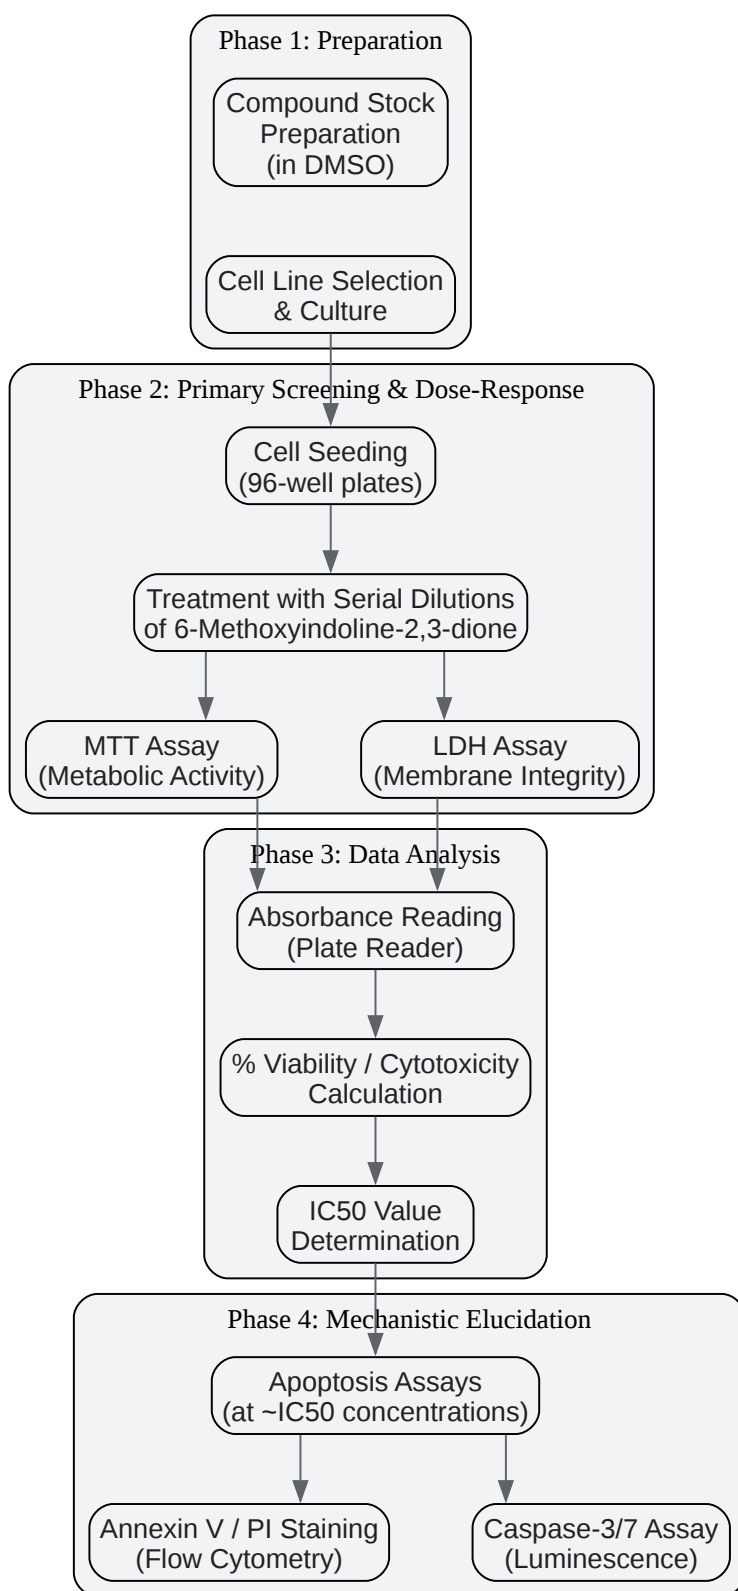 Phase 1: Preparation
Compound Stock
Preparation
(in DMSO)
Cell Line Selection
& Culture
Phase 2: Primary Screening & Dose-Response
Cell Seeding
(96-well plates)
Treatment with Serial Dilutions
of 6-Methoxyindoline-2,3-dione
MTT Assay
(Metabolic Activity)
LDH Assay
(Membrane Integrity)
Phase 3: Data Analysis
Absorbance Reading
(Plate Reader)
% Viability / Cytotoxicity
Calculation
IC50 Value
Determination
Phase 4: Mechanistic Elucidation
Apoptosis Assays
(at ~IC50 concentrations)
Annexin V / PI Staining
(Flow Cytometry)
Caspase-3/7 Assay
(Luminescence)